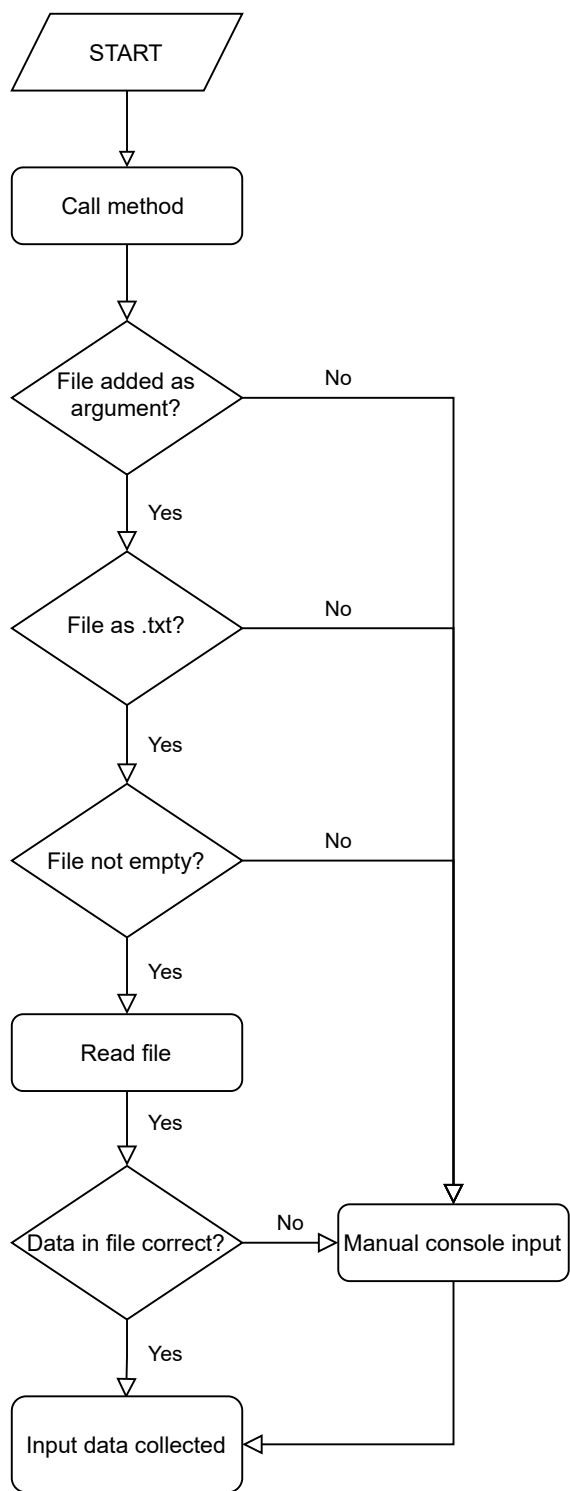 START
Call method
File added as
argument?
No
Yes
File as .txt?
No
Yes
File not empty?
No
Yes
Read file
Yes
Data in file correct?
No
Manual console input
Yes
Input data collected